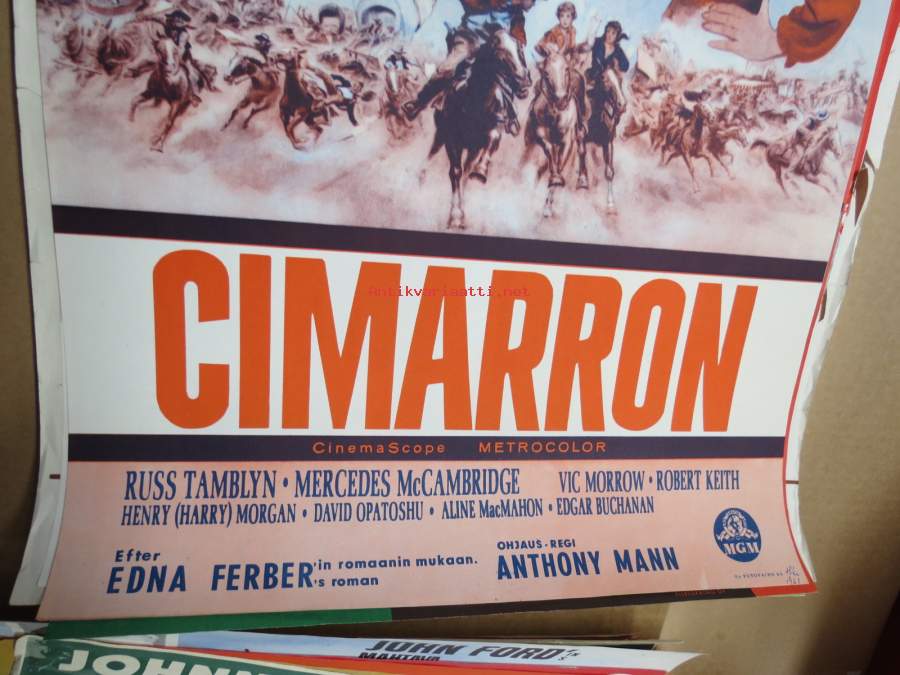 Antikvariaatti.net
CIMARRON
CinemaScope METROCOLOR
RUSS TAMBLYN • MERCEDES McCAMBRIDGE VIC MORROW • ROBERT KEITH
HENRY (HARRY) MORGAN • DAVID OPATOSHU • ALINE MacMAHON • EDGAR BUCHANAN
Efter
EDNA FERBER'in romaanin mukaan.
's roman
OHJAUS - REGI
ANTHONY MANN
MGM
JOHN FORD's